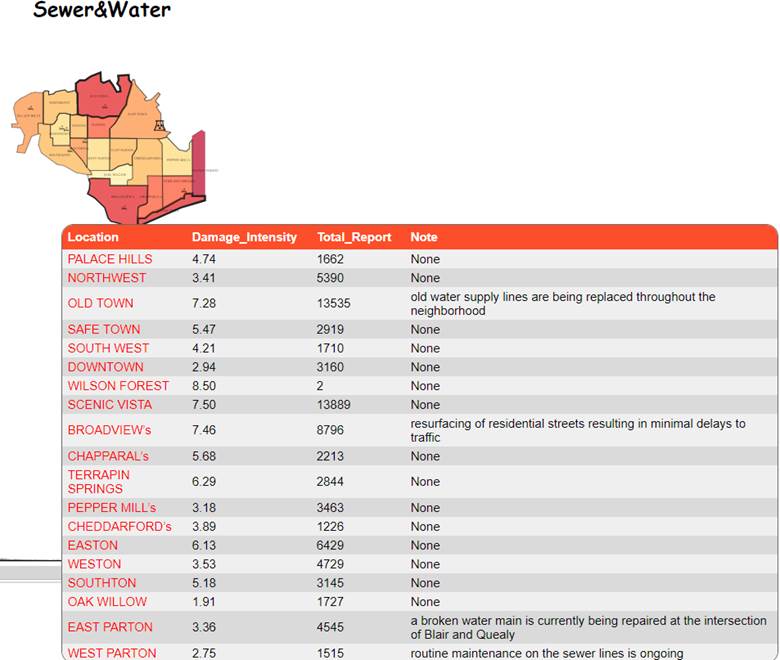 Sewer&Water
Location Damage_Intensity Total_Report Note
PALACE HILLS 4.74 1662 None
NORTHWEST 3.41 5390 None
OLD TOWN 7.28 13535 old water supply lines are being replaced throughout the
neighborhood
SAFE TOWN 5.47 2919 None
SOUTH WEST 4.21 1710 None
DOWNTOWN 2.94 3160 None
WILSON FOREST 8.50 2 None
SCENIC VISTA 7.50 13889 None
BROADVIEW's 7.46 8796 resurfacing of residential streets resulting in minimal delays to
traffic
CHAPPARAL's 5.68 2213 None
TERRAPIN
SPRINGS 6.29 2844 None
PEPPER MILL's 3.18 3463 None
CHEDDARFORD's 3.89 1226 None
EASTON 6.13 6429 None
WESTON 3.53 4729 None
SOUTHTON 5.18 3145 None
OAK WILLOW 1.91 1727 None
EAST PARTON 3.36 4545 a broken water main is currently being repaired at the intersection
of Blair and Quealy
WEST PARTON 2.75 1515 routine maintenance on the sewer lines is ongoing